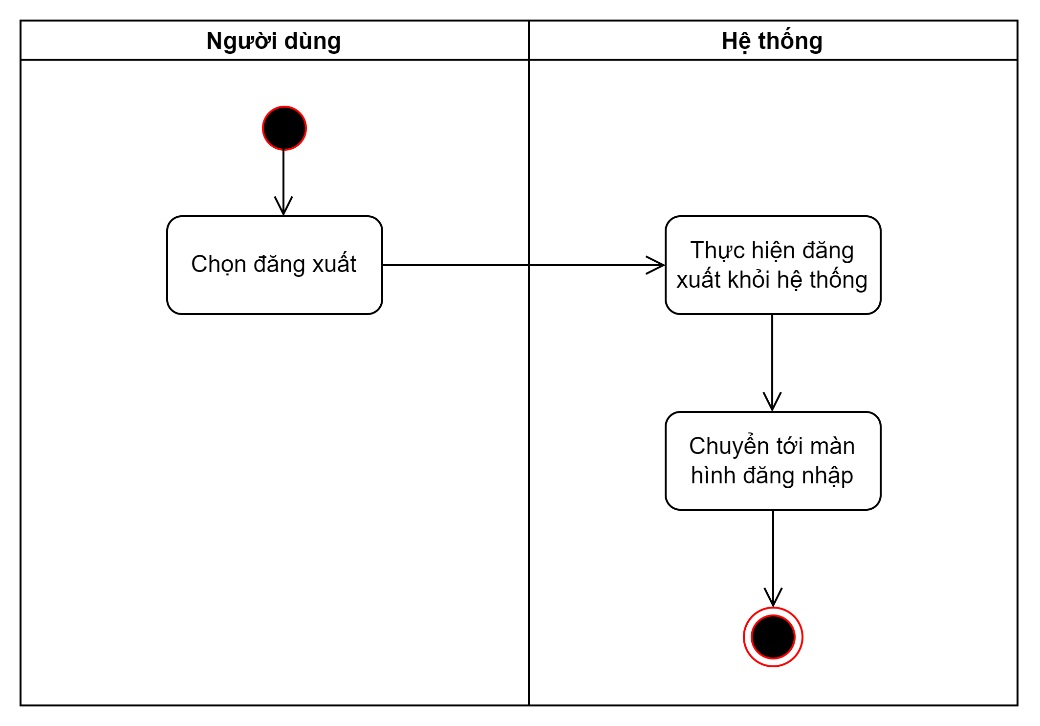 Người dùng
Hệ thống
Chọn đăng xuất
Thực hiện đăng
xuất khỏi hệ thống
Chuyển tới màn
hình đăng nhập